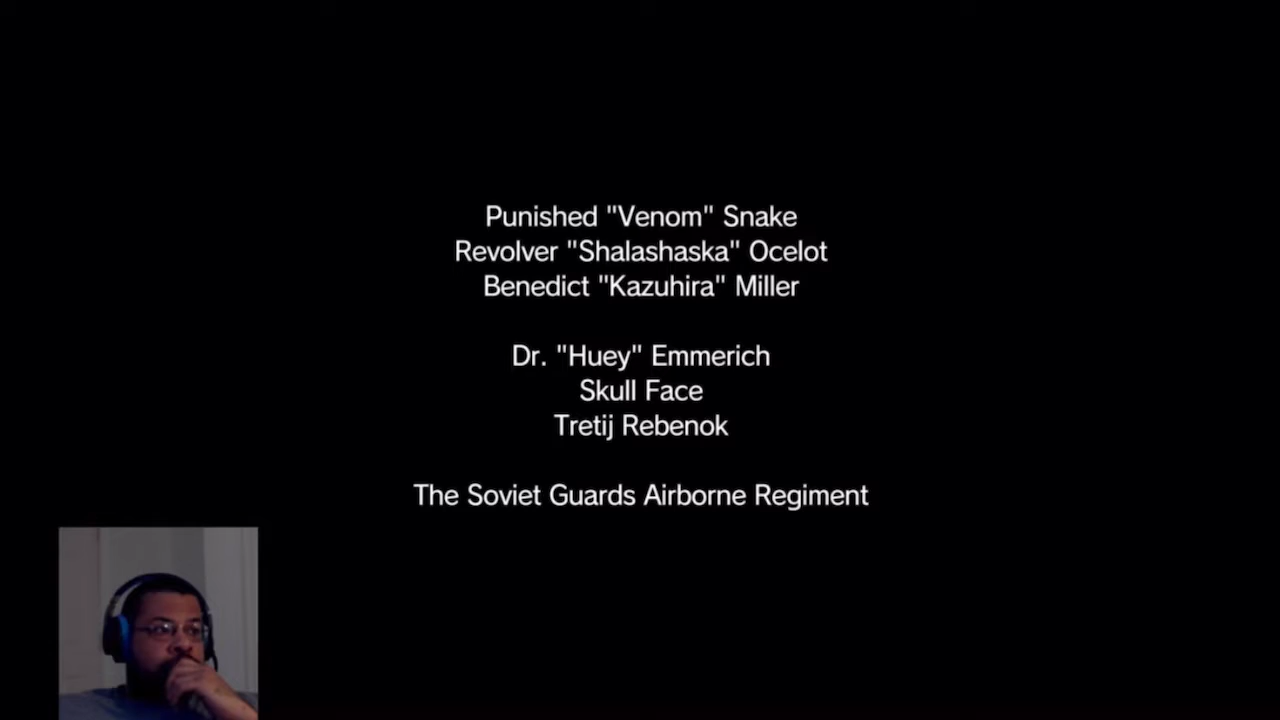 Punished "Venom" Snake
Revolver "Shalashaska" Ocelot
Benedict "Kazuhira" Miller
Dr. "Huey" Emmerich
Skull Face
Tretij Rebenok
The Soviet Guards Airborne Regiment